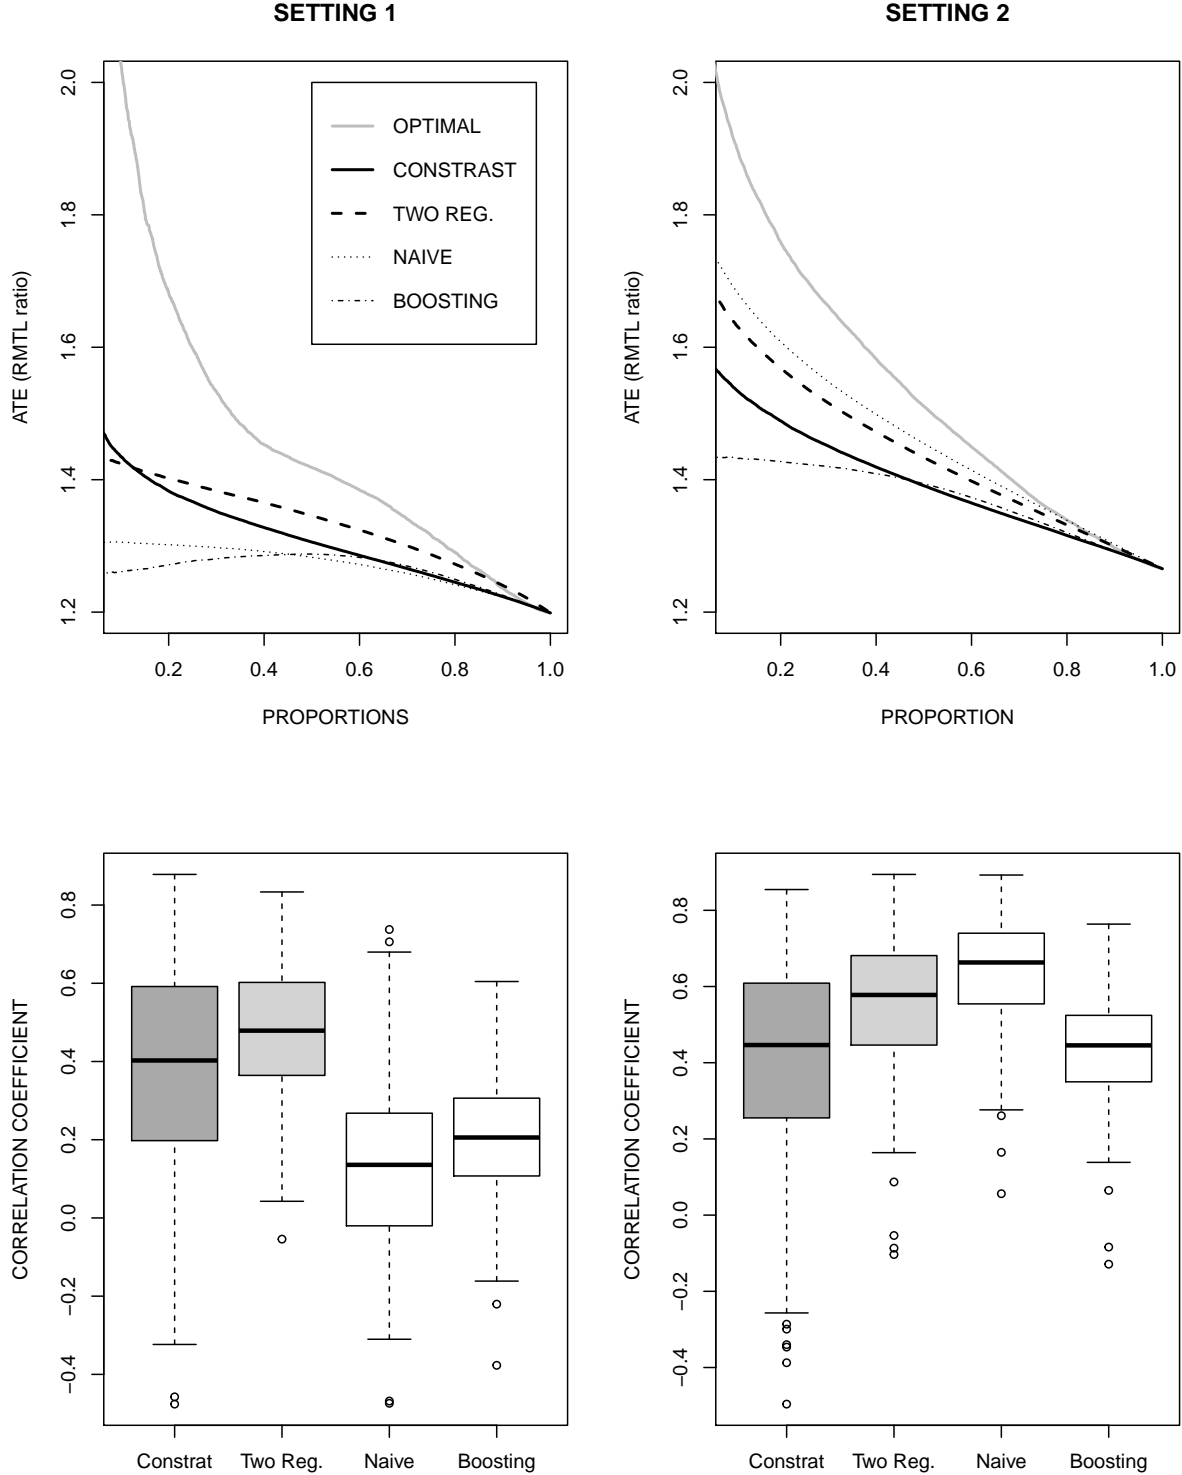 SETTING 1
2.0
1.8
1.6
1.4
1.2
ATE (RMTL ratio)
OPTIMAL
CONSTRAST
TWO REG.
NAIVE
BOOSTING
0.2 0.4 0.6 0.8 1.0
PROPORTIONS
SETTING 2
2.0
1.8
1.6
1.4
1.2
ATE (RMTL ratio)
0.2 0.4 0.6 0.8 1.0
PROPORTION
0.8
0.6
0.4
0.2
0.0
−0.2
−0.4
CORRELATION COEFFICIENT
Constrat Two Reg. Naive Boosting
0.8
0.6
0.4
0.2
0.0
−0.2
−0.4
CORRELATION COEFFICIENT
Constrat Two Reg. Naive Boosting